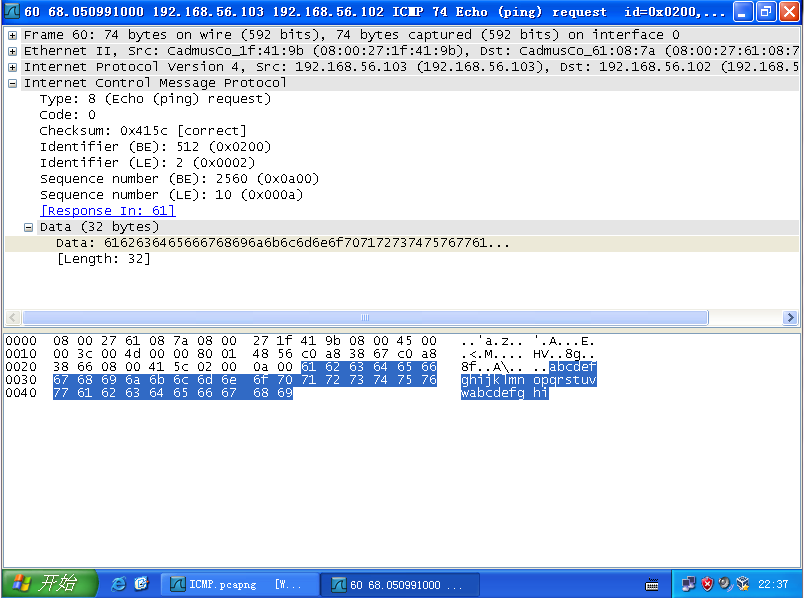 60 68.050991000 192.168.56.103 192.168.56.102 ICMP 74 Echo (ping) request id=0x0200,...
Frame 60: 74 bytes on wire (592 bits), 74 bytes captured (592 bits) on interface 0
Ethernet II, Src: CadmusCo_1f:41:9b (08:00:27:1f:41:9b), Dst: CadmusCo_61:08:7a (08:00:27:61:08:7
Internet Protocol Version 4, Src: 192.168.56.103 (192.168.56.103), Dst: 192.168.56.102 (192.168.5
Internet Control Message Protocol
Type: 8 (Echo (ping) request)
Code: 0
Checksum: 0x415c [correct]
Identifier (BE): 512 (0x0200)
Identifier (LE): 2 (0x0002)
Sequence number (BE): 2560 (0x0a00)
Sequence number (LE): 10 (0x000a)
[Response In: 61]
Data (32 bytes)
Data: 6162636465666768696a6b6c6d6e6f707172737475767761...
[Length: 32]
0000 08 00 27 61 08 7a 08 00 27 1f 41 9b 08 00 45 00 ..'a.z.. '.A...E.
0010 00 3c 00 4d 00 00 80 01 48 56 c0 a8 38 67 c0 a8 .<.M.... HV..8g..
0020 38 66 08 00 41 5c 02 00 0a 00 61 62 63 64 65 66 8f..A\.. ..abcdef
0030 67 68 69 6a 6b 6c 6d 6e 6f 70 71 72 73 74 75 76 ghijklmn opqrstuv
0040 77 61 62 63 64 65 66 67 68 69 wabcdefg hi
开始
ICMP.pcapng [W...
60 68.050991000 ...
22:37